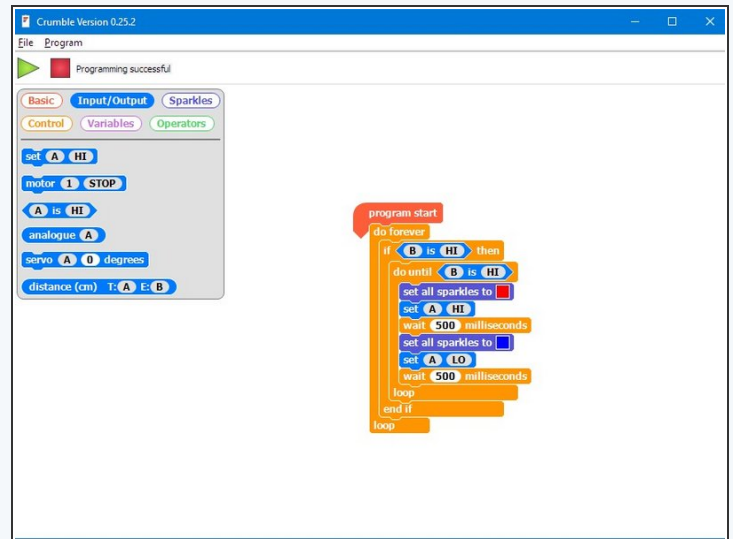 Crumble Version 0.25.2
File Program
Programming successful
Basic Input/Output Sparkles
Control Variables Operators
set A HI
motor 1 STOP
A is HI
analogue A
servo A 0 degrees
distance (cm) T: A E: B
program start
do forever
if B is HI then
do until B is HI
set all sparkles to
set A HI
wait 500 milliseconds
set all sparkles to
set A LO
wait 500 milliseconds
loop
end if
loop